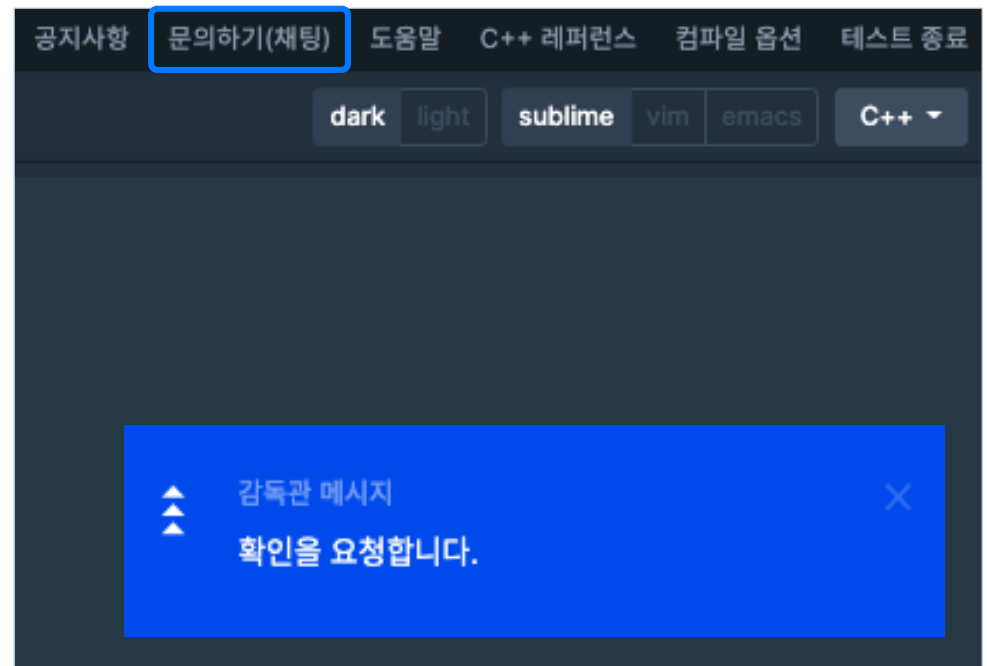 공지사항 문의하기(채팅) 도움말 C++ 레퍼런스 컴파일 옵션 테스트 종료
dark light sublime vim emacs C++
감독관 메시지
확인을 요청합니다.